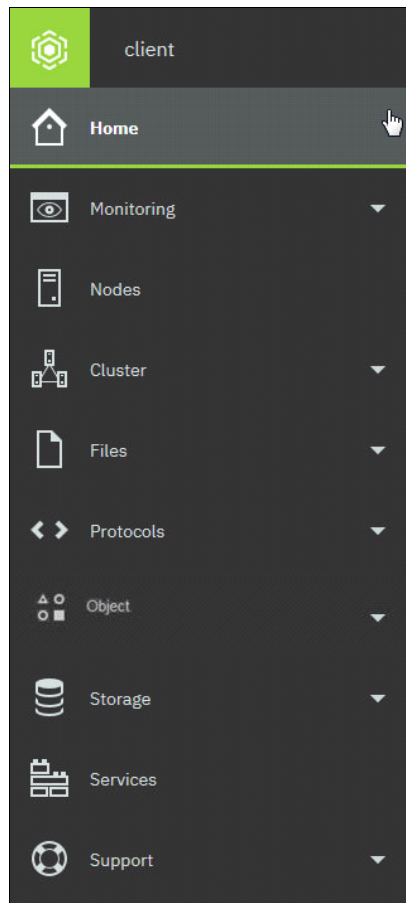 client
Home
Monitoring
Nodes
Cluster
Files
Protocols
Object
Storage
Services
Support